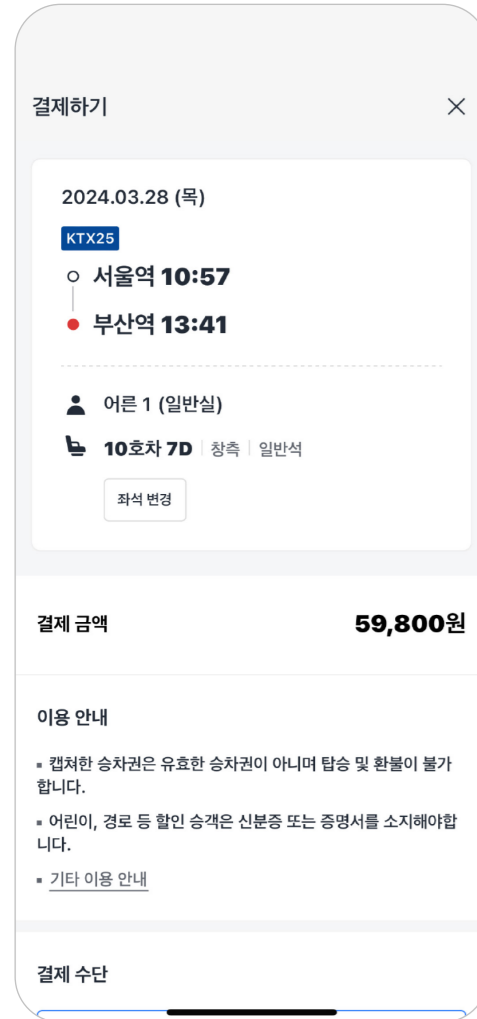 결제하기
2024.03.28 (목)
KTX25
서울역 10:57
부산역 13:41
어른 1 (일반실)
10호차 7D 창측 일반석
좌석 변경
결제 금액 59,800원
이용 안내
▪ 캡쳐한 승차권은 유효한 승차권이 아니며 탑승 및 환불이 불가
합니다.
▪ 어린이, 경로 등 할인 승객은 신분증 또는 증명서를 소지해야합
니다.
▪ 기타 이용 안내
결제 수단